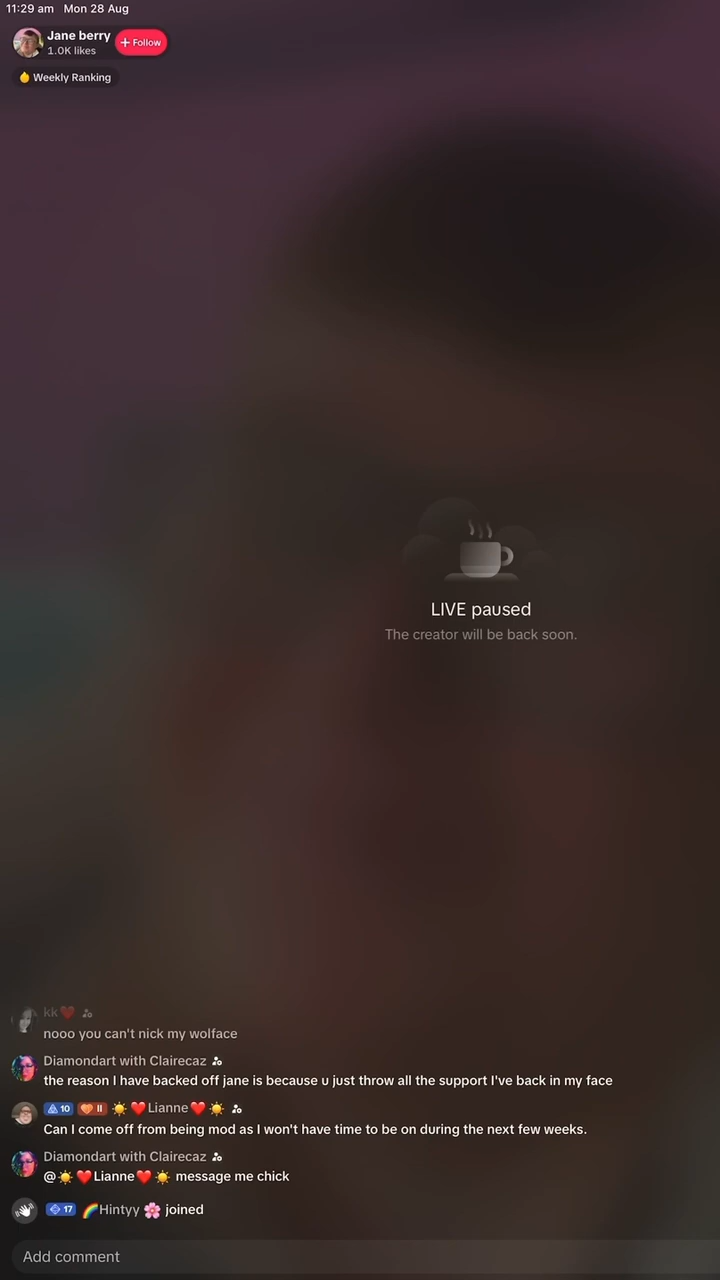 11:29 am Mon 28 Aug
Jane berry
1.0K likes
+ Follow
Weekly Ranking
LIVE paused
The creator will be back soon.
kk❤️
nooo you can't nick my wolface
Diamondart with Clairecaz
the reason I have backed off jane is because u just throw all the support I've back in my face
10 II ☀️❤️Lianne❤️☀️
Can I come off from being mod as I won't have time to be on during the next few weeks.
Diamondart with Clairecaz
@☀️❤️Lianne❤️☀️ message me chick
17 🌈Hintyy🌸 joined
Add comment